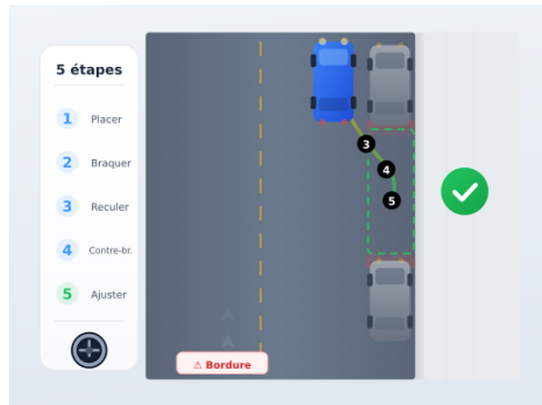 5 étapes
1 Placer
2 Braquer
3 Reculer
4 Contre-br.
5 Ajuster
3
4
5
⚠ Bordure